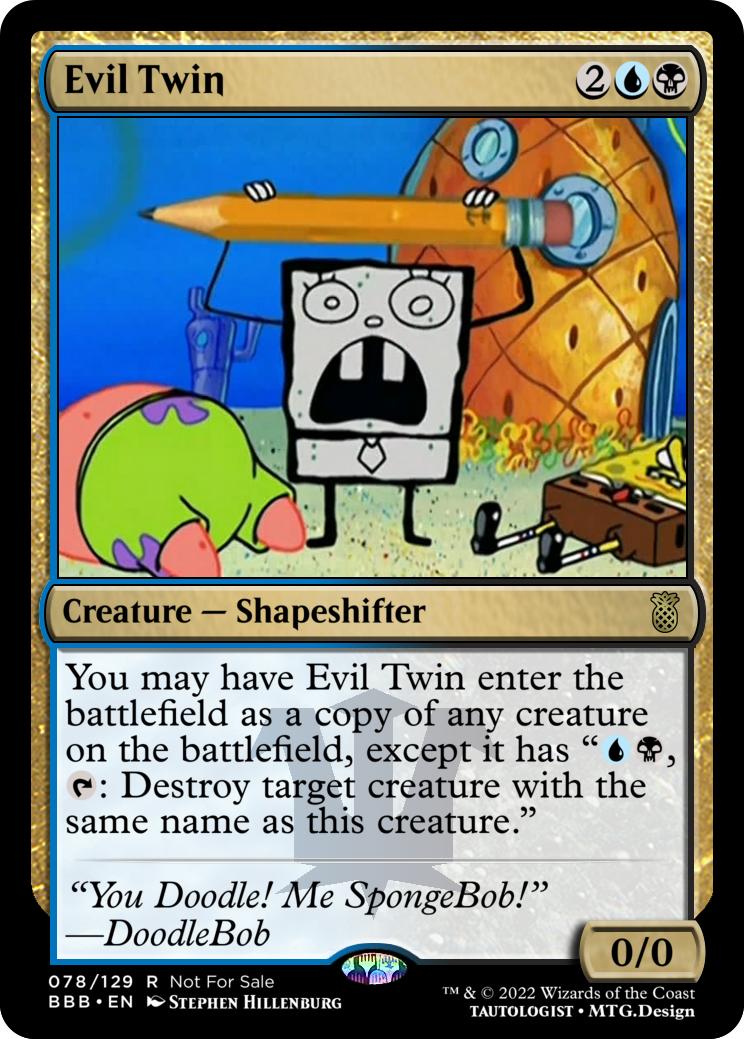 Evil Twin 2
Creature — Shapeshifter
You may have Evil Twin enter the
battlefield as a copy of any creature
on the battlefield, except it has “ ,
: Destroy target creature with the
same name as this creature.”
“You Doodle! Me SpongeBob!”
—DoodleBob
0/0
078/129 R Not For Sale
BBB • EN Stephen Hillenburg
™ & © 2022 Wizards of the Coast
TAUTOLOGIST • MTG.Design